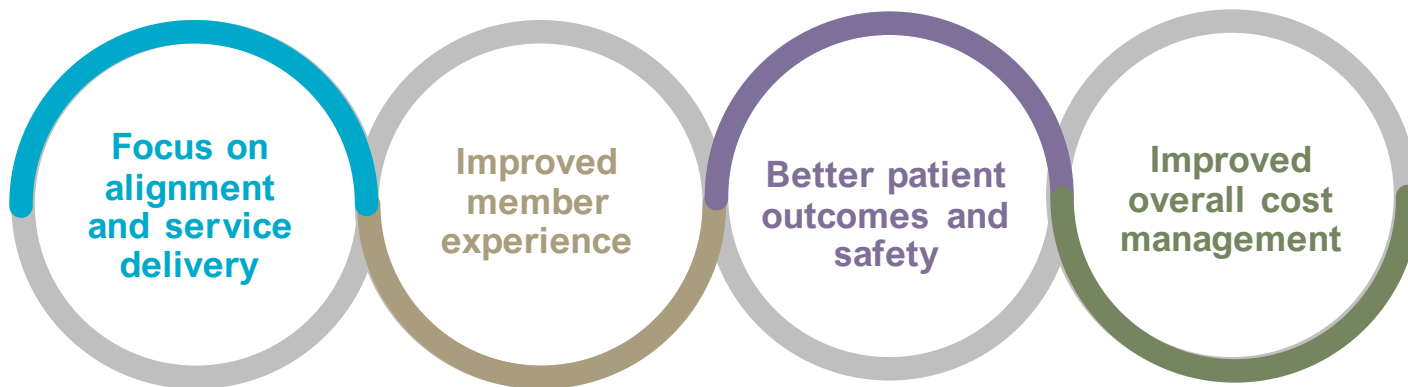 Focus on
alignment
and service
delivery
Improved
member
experience
Better patient
outcomes and
safety
Improved
overall cost
management